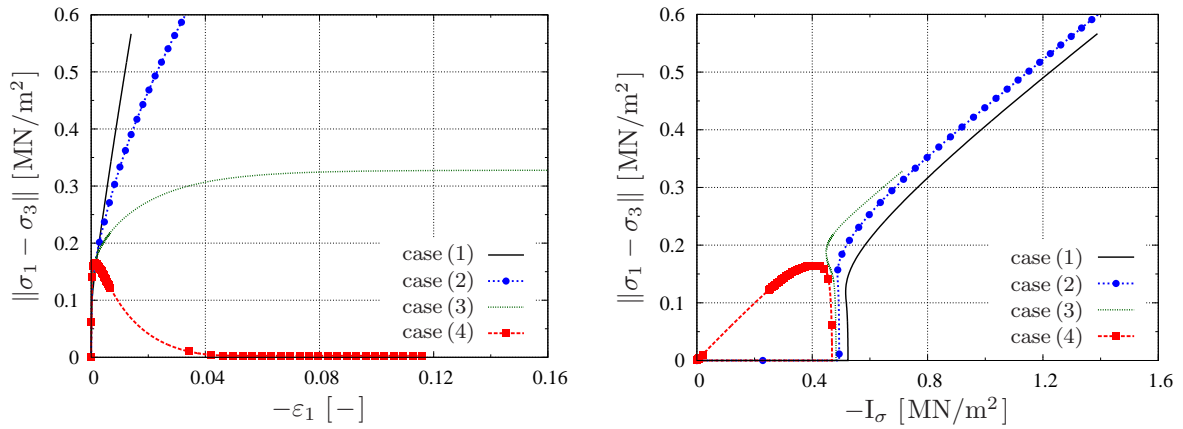 ‖σ₁ − σ₃‖ [MN/m²]
0.6
0.5
0.4
0.3
0.2
0.1
0
0 0.04 0.08 0.12 0.16
−ε₁ [−]
case (1)
case (2)
case (3)
case (4)
‖σ₁ − σ₃‖ [MN/m²]
0.6
0.5
0.4
0.3
0.2
0.1
0
0 0.4 0.8 1.2 1.6
−I_σ [MN/m²]
case (1)
case (2)
case (3)
case (4)